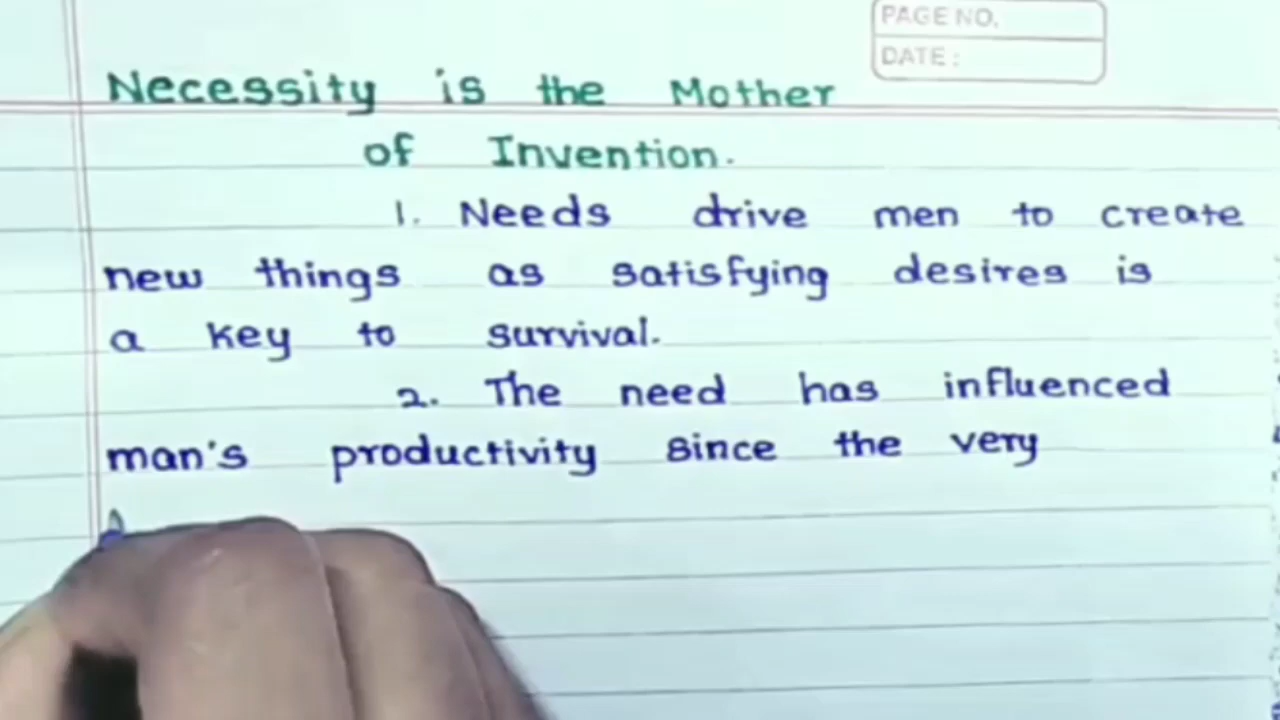 PAGE NO.
DATE:
Necessity is the Mother
of Invention.
1. Needs drive men to create
new things as satisfying desires is
a key to survival.
2. The need has influenced
man's productivity since the very